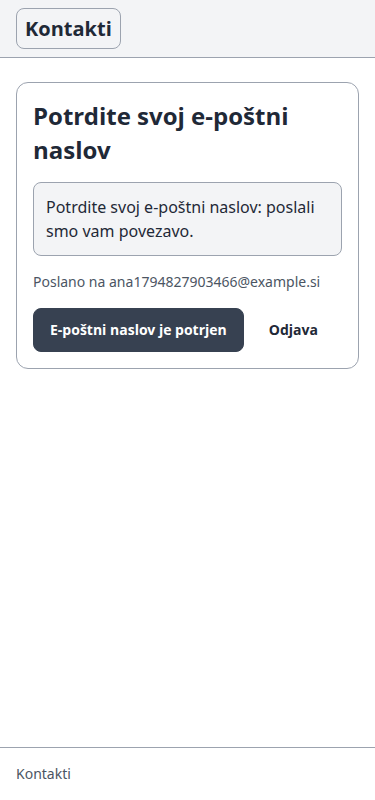 Kontakti
Potrdite svoj e-poštni
naslov
Potrdite svoj e-poštni naslov: poslali
smo vam povezavo.
Poslano na ana1794827903466@example.si
E-poštni naslov je potrjen
Odjava
Kontakti